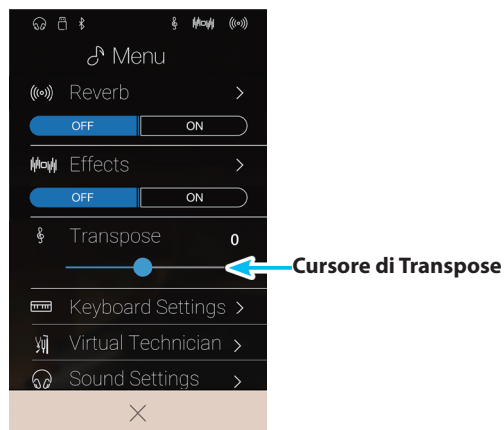 Menu
Reverb
OFF ON
Effects
OFF ON
Transpose 0
Cursore di Transpose
Keyboard Settings
Virtual Technician
Sound Settings